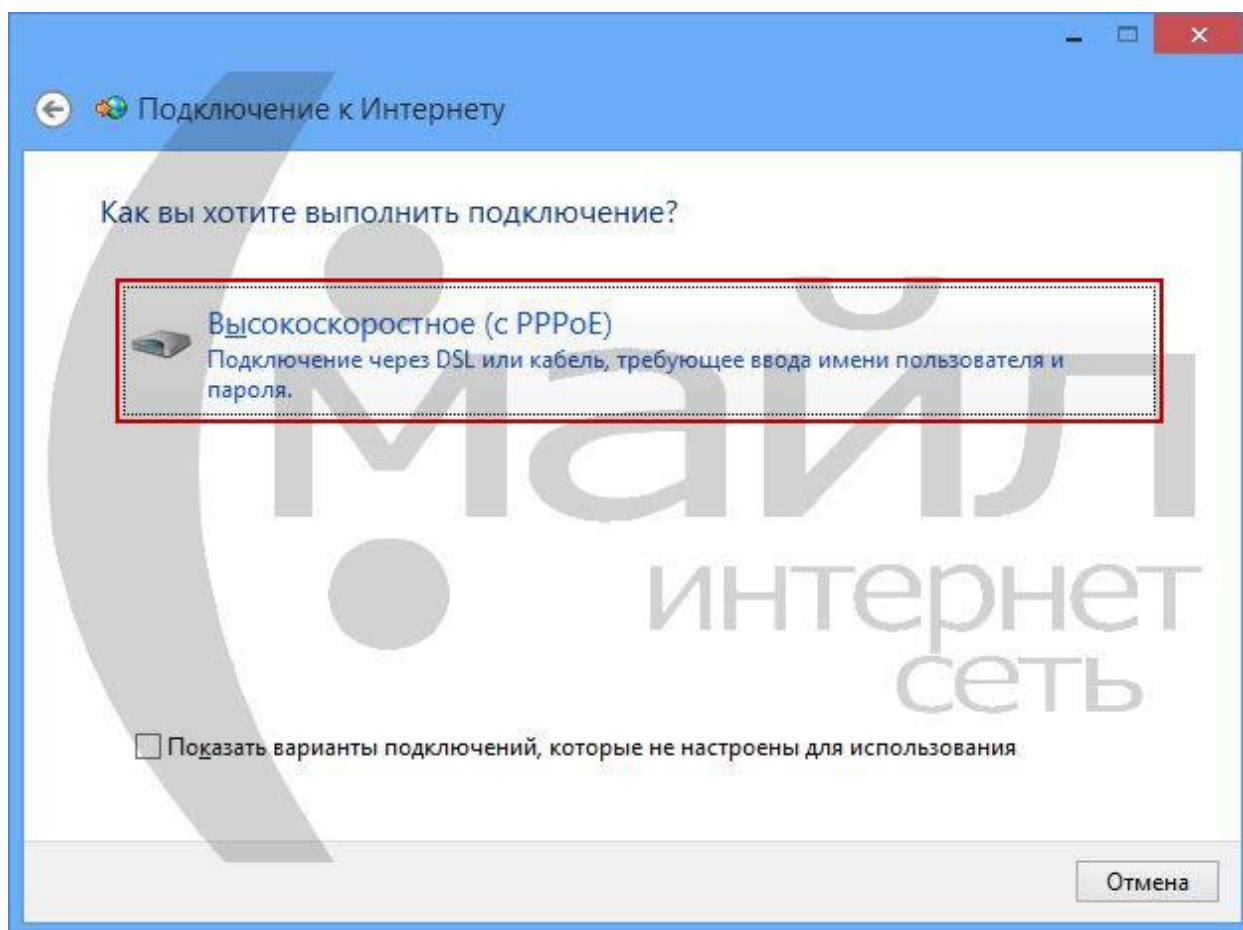 Подключение к Интернету
Как вы хотите выполнить подключение?
Высокоскоростное (с PPPoE)
Подключение через DSL или кабель, требующее ввода имени пользователя и
пароля.
майл
интернет
сеть
Показать варианты подключений, которые не настроены для использования
Отмена